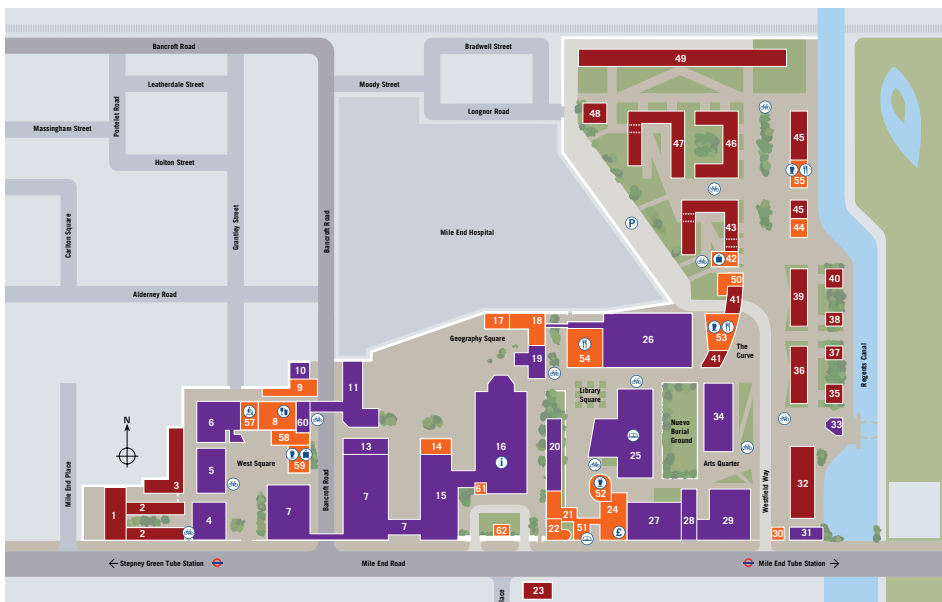 Bancroft Road
Bradwell Street
49
Leatherdale Street
Moody Street
Portelet Road
Longnor Road
48
Massingham Street
47
46
45
Holton Street
55
Carlton Square
Grantley Street
Bancroft Road
P
45
44
43
Mile End Hospital
42
50
40
Alderney Road
41
39
38
17
18
Geography Square
26
53
The
Curve
54
19
41
37
36
Regents Canal
10
9
11
35
Library
Square
6
57
8
60
34
33
58
Nuevo
Burial
Ground
N
13
14
16
20
25
5
West Square
59
i
Arts Quarter
Mile End Place
3
7
15
61
52
Westfield Way
32
1
2
4
7
Bancroft Road
21
24
27
28
29
2
7
62
22
51
£
30
31
Stepney Green Tube Station
Mile End Road
Mile End Tube Station
23
lace